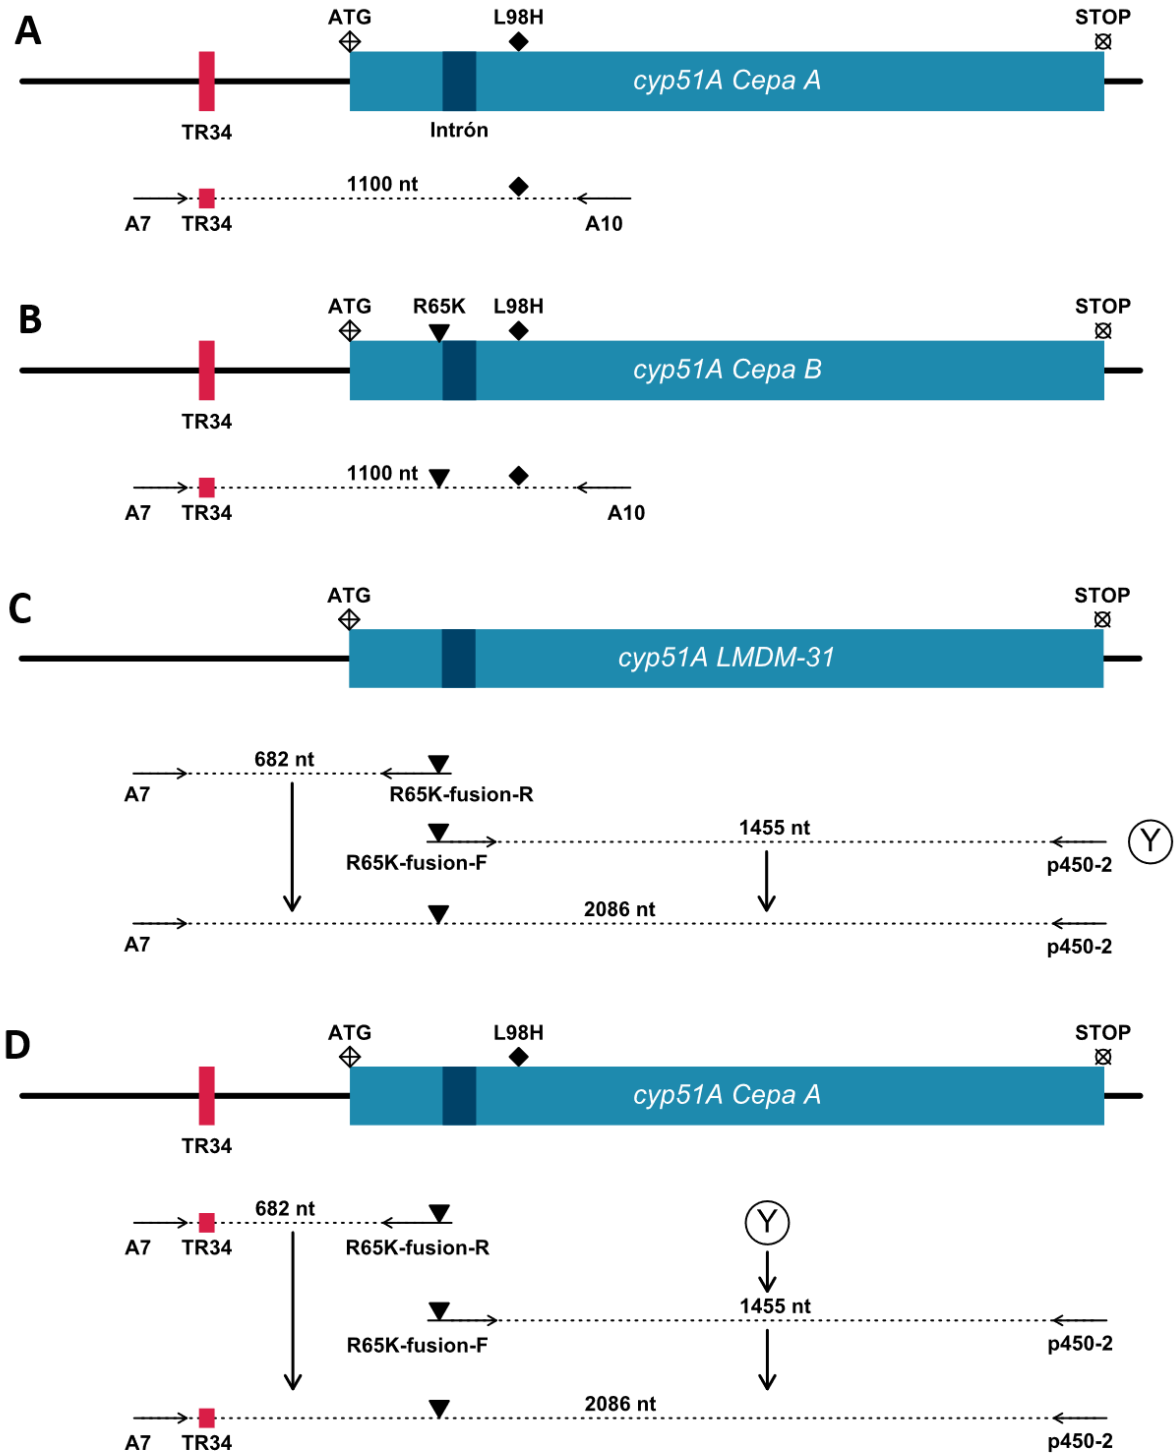 A
ATG L98H STOP
cyp51A Cepa A
TR34 Intrón
1100 nt
A7 TR34 A10
B
ATG R65K L98H STOP
cyp51A Cepa B
TR34
1100 nt
A7 TR34 A10
C
ATG STOP
cyp51A LMDM-31
682 nt
A7 R65K-fusion-R
1455 nt Y
R65K-fusion-F p450-2
2086 nt
A7 p450-2
D
ATG L98H STOP
cyp51A Cepa A
TR34
682 nt Y
A7 TR34 R65K-fusion-R
1455 nt
R65K-fusion-F p450-2
2086 nt
A7 TR34 p450-2